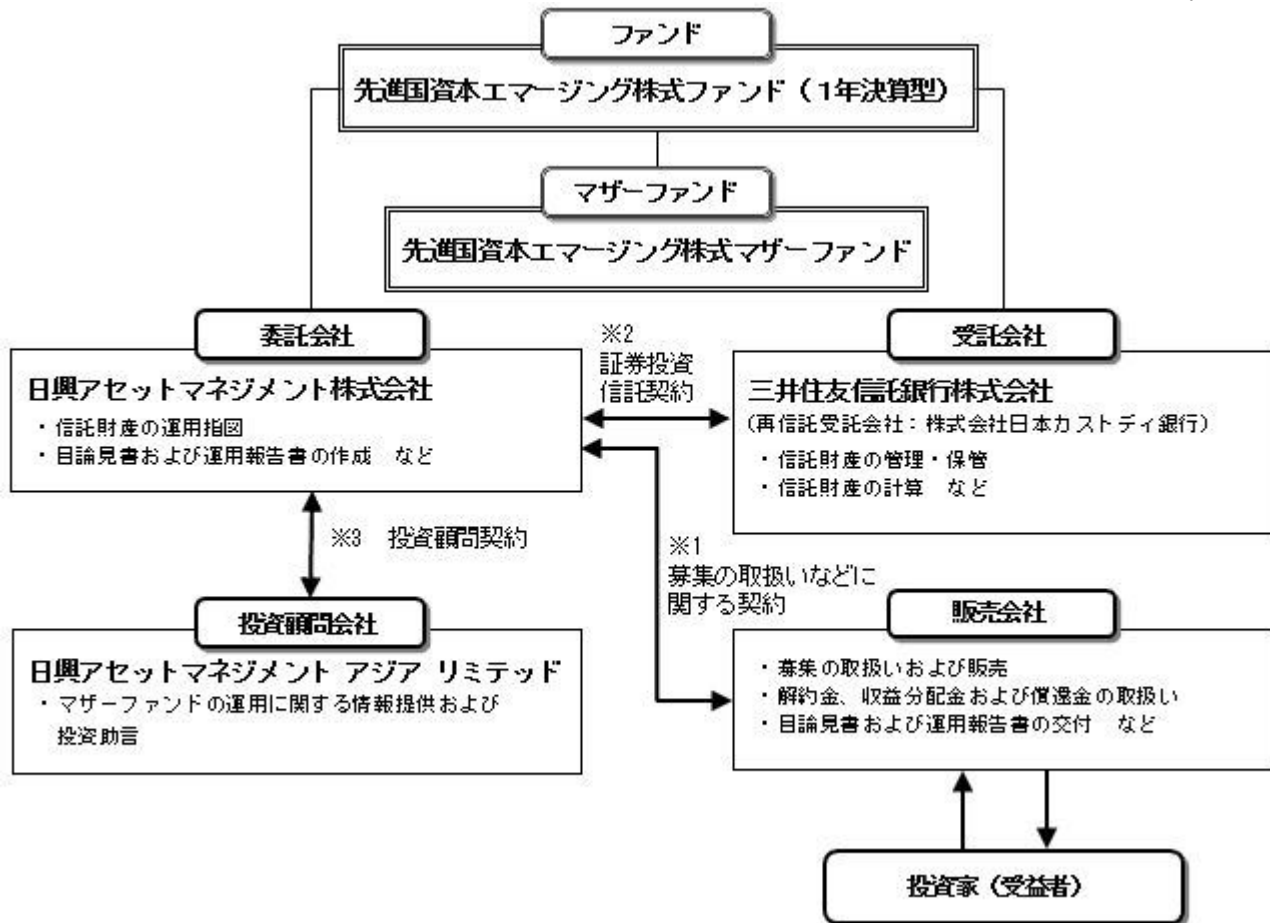 ファンド
先進国資本エマージング株式ファンド（1年決算型）
マザーファンド
先進国資本エマージング株式マザーファンド
委託会社
日興アセットマネジメント株式会社
・信託財産の運用指図
・目論見書および運用報告書の作成　など
※2
証券投資
信託契約
受託会社
三井住友信託銀行株式会社
(再信託受託会社：株式会社日本カストディ銀行)
・信託財産の管理・保管
・信託財産の計算　など
※3　投資顧問契約
※1
募集の取扱いなどに
関する契約
投資顧問会社
日興アセットマネジメント アジア リミテッド
・マザーファンドの運用に関する情報提供および
投資助言
販売会社
・募集の取扱いおよび販売
・解約金、収益分配金および償還金の取扱い
・目論見書および運用報告書の交付　など
投資家（受益者）